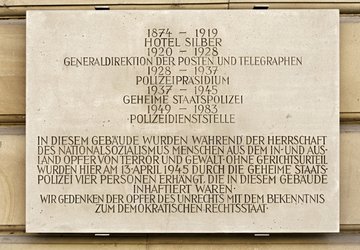 1874 – 1919
HOTEL SILBER
1920 – 1928
GENERALDIREKTION DER POSTEN UND TELEGRAPHEN
1928 – 1937
POLIZEIPRÄSIDIUM
1937 – 1945
GEHEIME STAATSPOLIZEI
1949 – 1983
POLIZEIDIENSTSTELLE
IN DIESEM GEBÄUDE WURDEN WÄHREND DER HERRSCHAFT
DES NATIONALSOZIALISMUS MENSCHEN AUS DEM IN- UND AUS-
LAND OPFER VON TERROR UND GEWALT· OHNE GERICHTSURTEIL
WURDEN HIER AM 13·APRIL 1945 DURCH DIE GEHEIME STAATS-
POLIZEI VIER PERSONEN ERHÄNGT, DIE IN DIESEM GEBÄUDE
INHAFTIERT WAREN·
WIR GEDENKEN DER OPFER DES UNRECHTS MIT DEM BEKENNTNIS
ZUM DEMOKRATISCHEN RECHTSSTAAT·